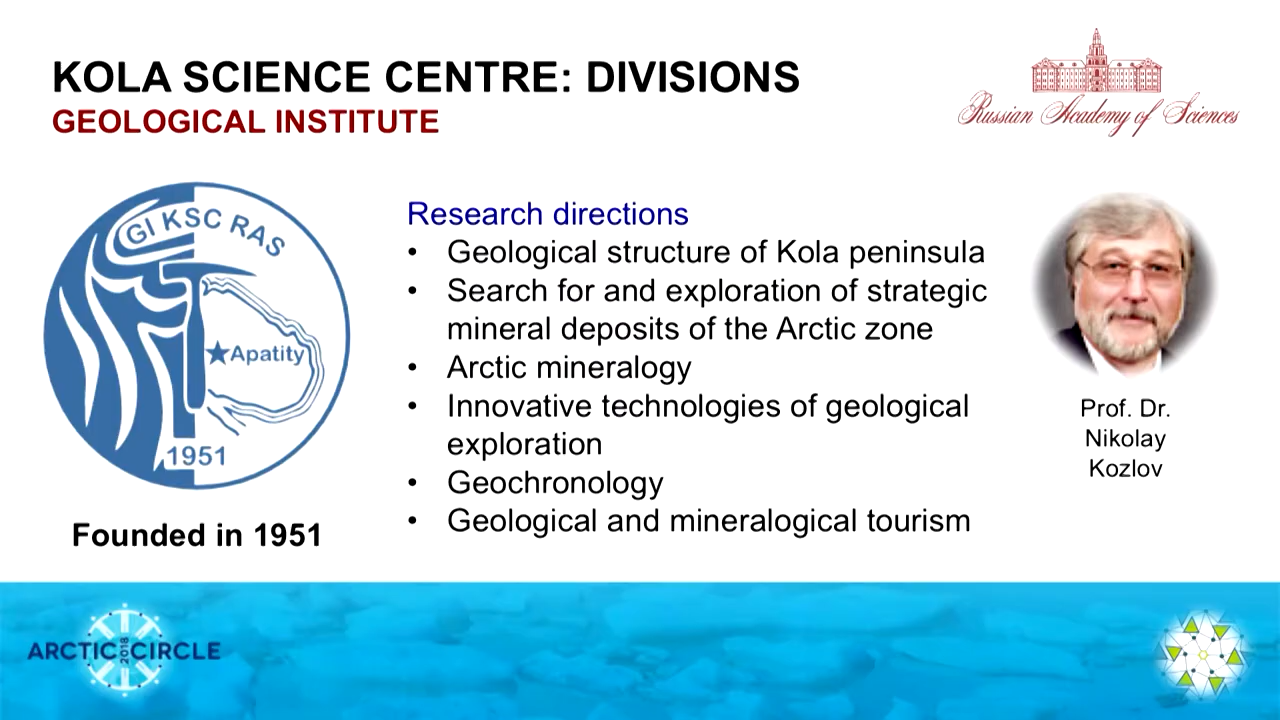 KOLA SCIENCE CENTRE: DIVISIONS
GEOLOGICAL INSTITUTE
Russian Academy of Sciences
GI KSC RAS
Apatity
1951
Founded in 1951
Research directions
• Geological structure of Kola peninsula
• Search for and exploration of strategic
mineral deposits of the Arctic zone
• Arctic mineralogy
• Innovative technologies of geological
exploration
• Geochronology
• Geological and mineralogical tourism
Prof. Dr.
Nikolay
Kozlov
ARCTIC CIRCLE
2018